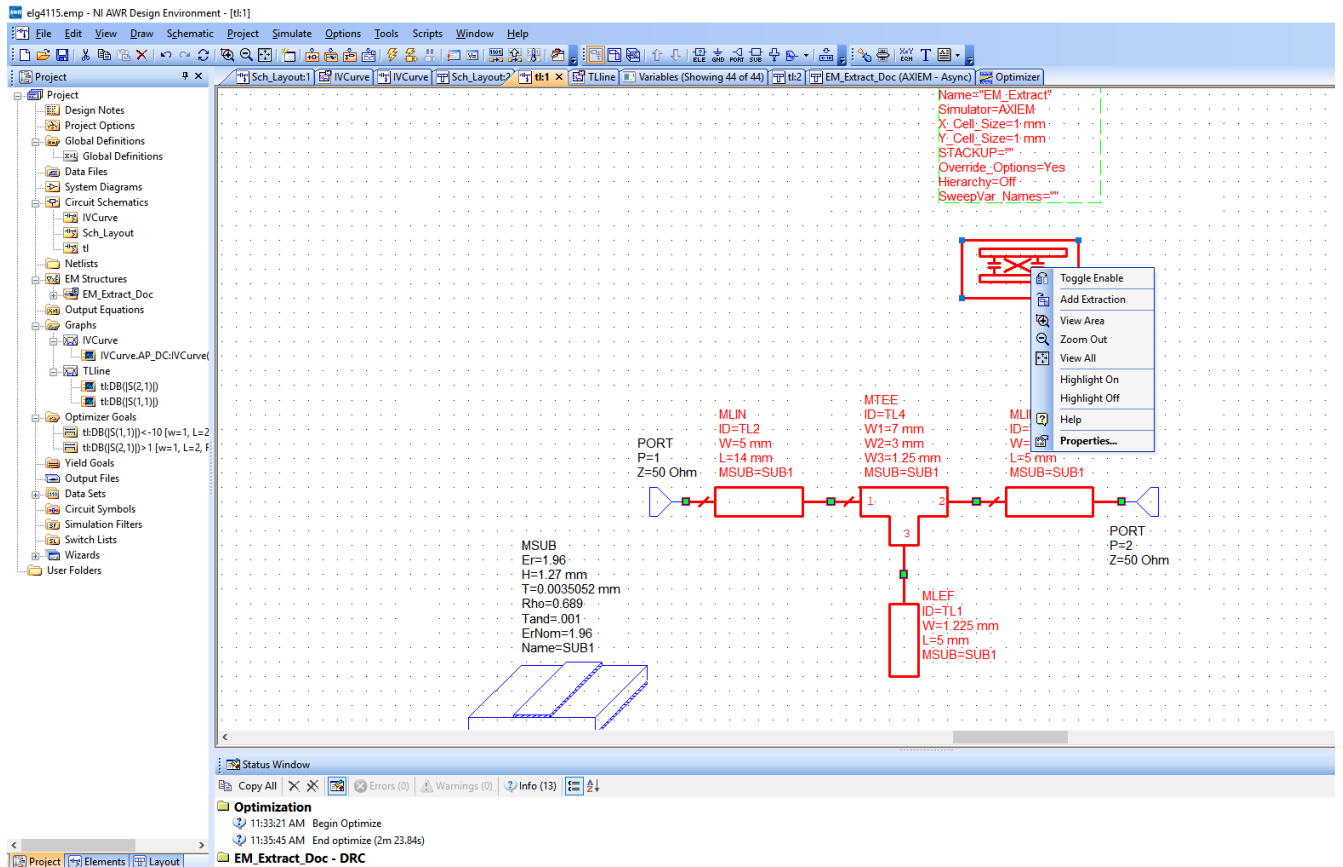 elg4115.emp - NI AWR Design Environment - [tl:1]
File Edit View Draw Schematic Project Simulate Options Tools Scripts Window Help
Project
Sch_Layout:1 IVCurve IVCurve Sch_Layout:2 tl:1 TLline Variables (Showing 44 of 44) tl:2 EM_Extract_Doc (AXIEM - Async) Optimizer
Project
Design Notes
Project Options
Global Definitions
Global Definitions
Data Files
System Diagrams
Circuit Schematics
IVCurve
Sch_Layout
tl
Netlists
EM Structures
EM_Extract_Doc
Output Equations
Graphs
IVCurve
IVCurve.AP_DC:IVCurve(
TLline
tl:DB(|S(2,1)|)
tl:DB(|S(1,1)|)
Optimizer Goals
tl:DB(|S(1,1)|)<-10 [w=1, L=2
tl:DB(|S(2,1)|)>1 [w=1, L=2, F
Yield Goals
Output Files
Data Sets
Circuit Symbols
Simulation Filters
Switch Lists
Wizards
User Folders
Project Elements Layout
Name="EM_Extract"
Simulator=AXIEM
X_Cell_Size=1 mm
Y_Cell_Size=1 mm
STACKUP=""
Override_Options=Yes
Hierarchy=Off
SweepVar_Names=""
Toggle Enable
Add Extraction
View Area
Zoom Out
View All
Highlight On
Highlight Off
Help
Properties...
PORT
P=1
Z=50 Ohm
MLIN
ID=TL2
W=5 mm
L=14 mm
MSUB=SUB1
MTEE
ID=TL4
W1=7 mm
W2=3 mm
W3=1.25 mm
MSUB=SUB1
L=5 mm
MSUB=SUB1
1
2
3
PORT
P=2
Z=50 Ohm
MLEF
ID=TL1
W=1.225 mm
L=5 mm
MSUB=SUB1
MSUB
Er=1.96
H=1.27 mm
T=0.0035052 mm
Rho=0.689
Tand=.001
ErNom=1.96
Name=SUB1
Status Window
Copy All Errors (0) Warnings (0) Info (13)
Optimization
11:33:21 AM Begin Optimize
11:35:45 AM End optimize (2m 23.84s)
EM_Extract_Doc - DRC